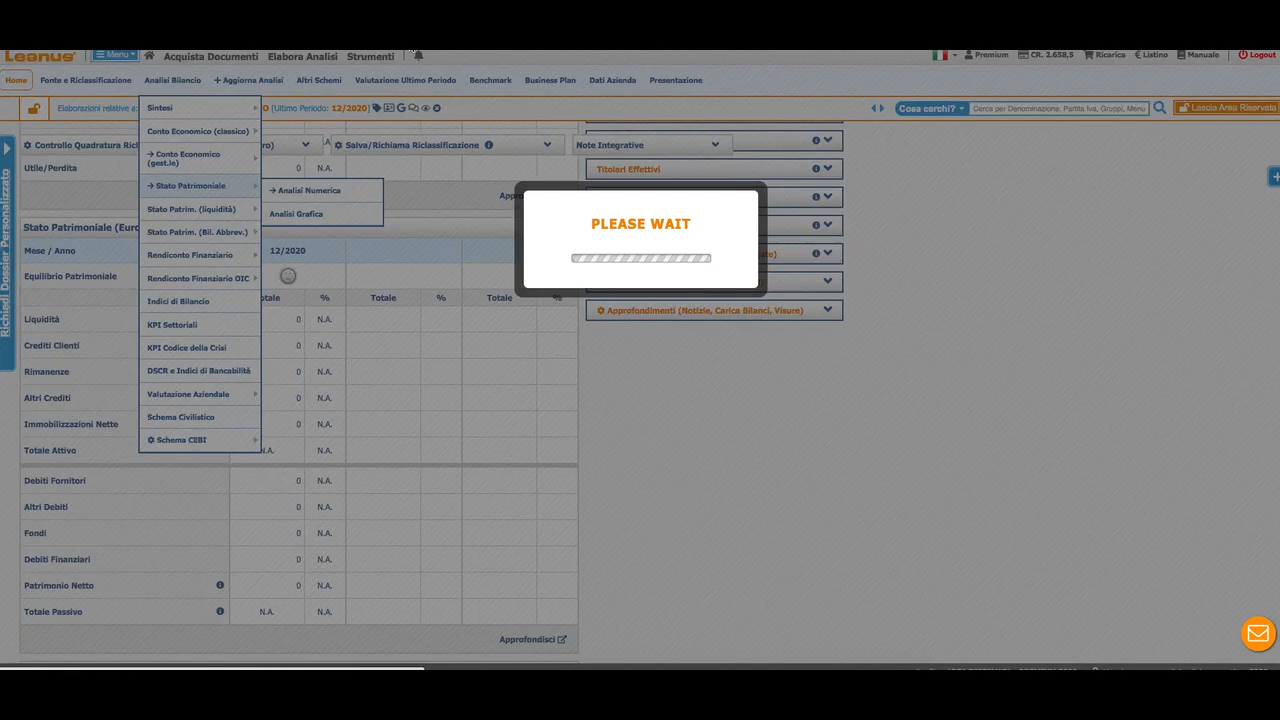 Leanus
Menu
Acquista Documenti
Elabora Analisi
Strumenti
Premium
CR. 2.658,5
Ricarica
Listino
Manuale
Logout
Home
Fonte e Riclassificazione
Analisi Bilancio
Aggiorna Analisi
Altri Schemi
Valutazione Ultimo Periodo
Benchmark
Business Plan
Dati Azienda
Presentazione
Elaborazioni relative a:
O [Ultimo Periodo: 12/2020]
Cosa cerchi?
Cerca per Denominazione, Partita Iva, Gruppi, Menu
Lascia Area Riservata
Richiedi Dossier Personalizzato
Sintesi
Conto Economico (classico)
→ Conto Economico
(gest.le)
→ Stato Patrimoniale
Stato Patrim. (liquidità)
Stato Patrim. (Bil. Abbrev.)
Rendiconto Finanziario
Rendiconto Finanziario OIC
Indici di Bilancio
KPI Settoriali
KPI Codice della Crisi
DSCR e Indici di Bancabilità
Valutazione Aziendale
Schema Civilistico
Schema CEBI
→ Analisi Numerica
Analisi Grafica
Controllo Quadratura Ricl
ro)
Salva/Richiama Riclassificazione
Note Integrative
Utile/Perdita 0 N.A.
Appro
Stato Patrimoniale (Euro
Mese / Anno 12/2020
Equilibrio Patrimoniale
otale % Totale % Totale %
Liquidità 0 N.A.
Crediti Clienti 0 N.A.
Rimanenze 0 N.A.
Altri Crediti 0 N.A.
Immobilizzazioni Nette 0 N.A.
Totale Attivo N.A.
Debiti Fornitori 0 N.A.
Altri Debiti 0 N.A.
Fondi 0 N.A.
Debiti Finanziari 0 N.A.
Patrimonio Netto 0 N.A.
Totale Passivo N.A. N.A.
Approfondisci
Titolari Effettivi
Approfondimenti (Notizie, Carica Bilanci, Visure)
PLEASE WAIT